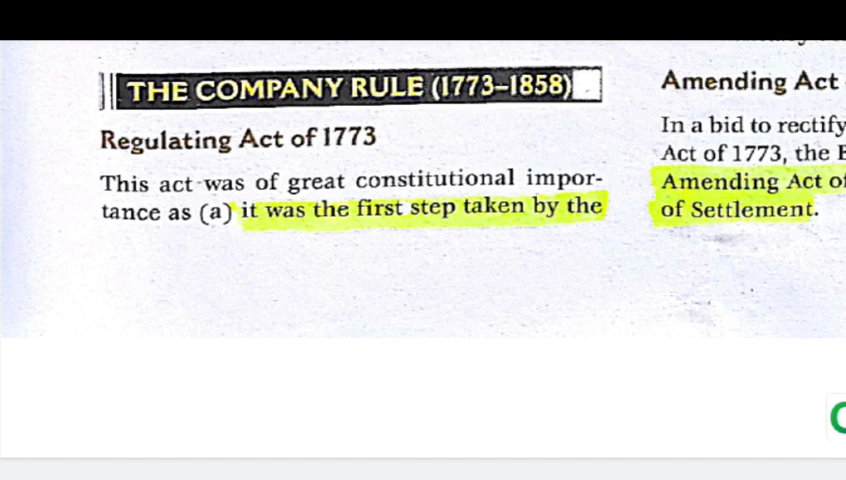 THE COMPANY RULE (1773–1858)
Regulating Act of 1773
This act was of great constitutional impor-
tance as (a) it was the first step taken by the
Amending Act
In a bid to rectify
Act of 1773, the
Amending Act of
of Settlement.